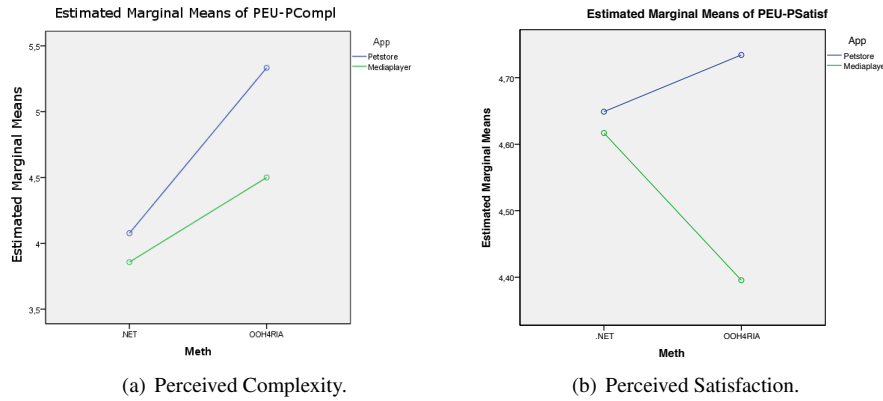 Estimated Marginal Means of PEU-PCompl
App
Petstore
Mediaplayer
Estimated Marginal Means
5,5
5
4,5
4
3,5
.NET
OOH4RIA
Meth
(a) Perceived Complexity.
Estimated Marginal Means of PEU-PSatisf
App
Petstore
Mediaplaye
Estimated Marginal Means
4,70
4,60
4,50
4,40
.NET
OOH4RIA
Meth
(b) Perceived Satisfaction.